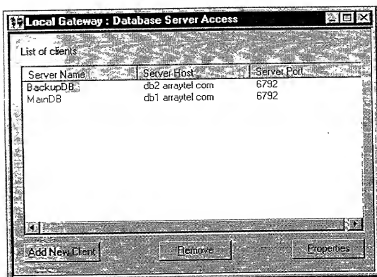 Local Gateway : Database Server Access
List of clients
Server Name Server Host Server Port
BackupDB db2 arraytel com 6792
MainDB db1 arraytel com 6792
Add New Client Remove Properties